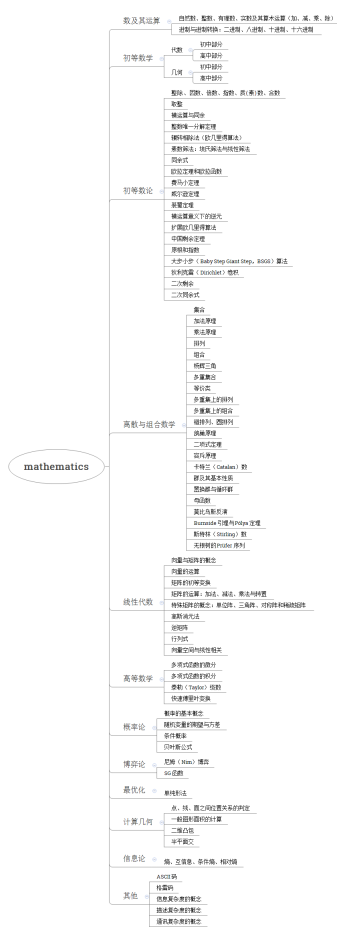 数及其运算
自然数、整数、有理数、实数及其算术运算（加、减、乘、除）
进制与进制转换：二进制、八进制、十进制、十六进制
初等数学
代数
初中部分
高中部分
几何
初中部分
高中部分
初等数论
整除、因数、倍数、指数、质(素)数、合数
取整
模运算与同余
整数唯一分解定理
辗转相除法（欧几里得算法）
素数筛法：埃氏筛法与线性筛法
同余式
欧拉定理和欧拉函数
费马小定理
威尔逊定理
裴蜀定理
模运算意义下的逆元
扩展欧几里得算法
中国剩余定理
原根和指数
大步小步（Baby Step Giant Step，BSGS）算法
狄利克雷（Dirichlet）卷积
二次剩余
二次同余式
离散与组合数学
集合
加法原理
乘法原理
排列
组合
杨辉三角
多重集合
等价类
多重集上的排列
多重集上的组合
错排列、圆排列
鸽巢原理
二项式定理
容斥原理
卡特兰（Catalan）数
群及其基本性质
置换群与循环群
母函数
莫比乌斯反演
Burnside 引理与Pólya 定理
斯特林（Stirling）数
无根树的Prüfer 序列
mathematics
线性代数
向量与矩阵的概念
向量的运算
矩阵的初等变换
矩阵的运算：加法、减法、乘法与转置
特殊矩阵的概念：单位阵、三角阵、对称阵和稀疏矩阵
高斯消元法
逆矩阵
行列式
向量空间与线性相关
高等数学
多项式函数的微分
多项式函数的积分
泰勒（Taylor）级数
快速傅里叶变换
概率论
概率的基本概念
随机变量的期望与方差
条件概率
贝叶斯公式
博弈论
尼姆（Nim）博弈
SG 函数
最优化
单纯形法
计算几何
点、线、面之间位置关系的判定
一般图形面积的计算
二维凸包
半平面交
信息论
熵、互信息、条件熵、相对熵
其他
ASCII 码
格雷码
信息复杂度的概念
描述复杂度的概念
通讯复杂度的概念